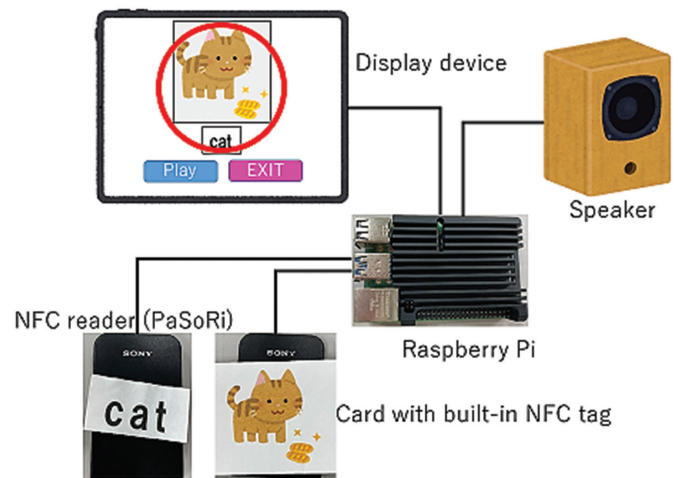 Display device
cat
Play
EXIT
Speaker
NFC reader (PaSoRi)
Raspberry Pi
SONY
SONY
cat
Card with built-in NFC tag